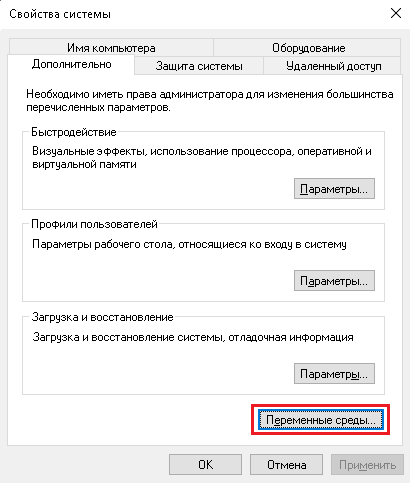 Свойства системы
Имя компьютера
Оборудование
Дополнительно
Защита системы
Удаленный доступ
Необходимо иметь права администратора для изменения большинства
перечисленных параметров.
Быстродействие
Визуальные эффекты, использование процессора, оперативной и
виртуальной памяти
Параметры...
Профили пользователей
Параметры рабочего стола, относящиеся ко входу в систему
Параметры...
Загрузка и восстановление
Загрузка и восстановление системы, отладочная информация
Параметры...
Переменные среды...
ОК
Отмена
Применить